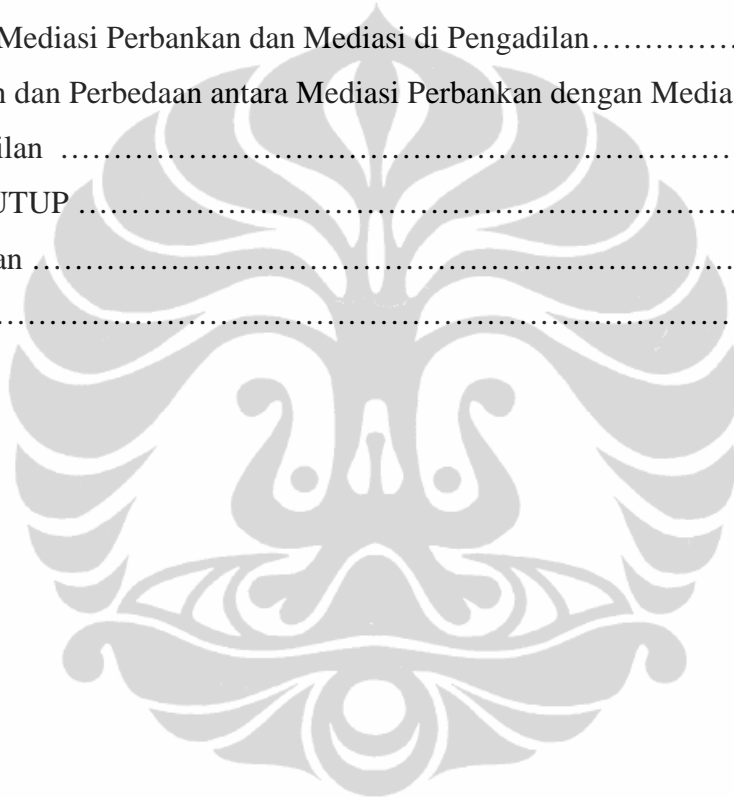 Mediasi Perbankan dan Mediasi di Pengadilan……………
n dan Perbedaan antara Mediasi Perbankan dengan Media
ilan ……………………………………………………………
UTUP ……………………………………………………………
an ………………………………………………………………
……………………………………………………………………